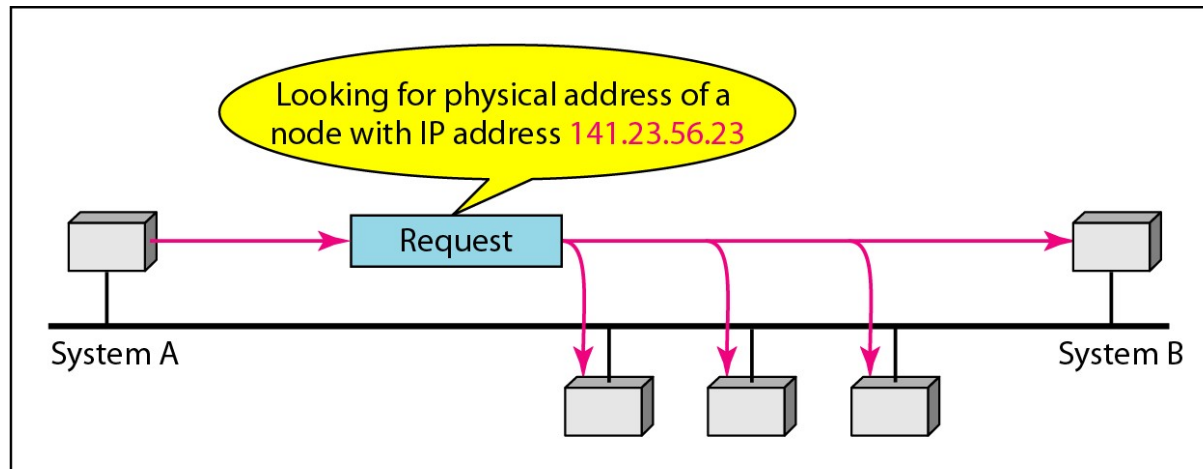 Looking for physical address of a
node with IP address 141.23.56.23
Request
System A
System B